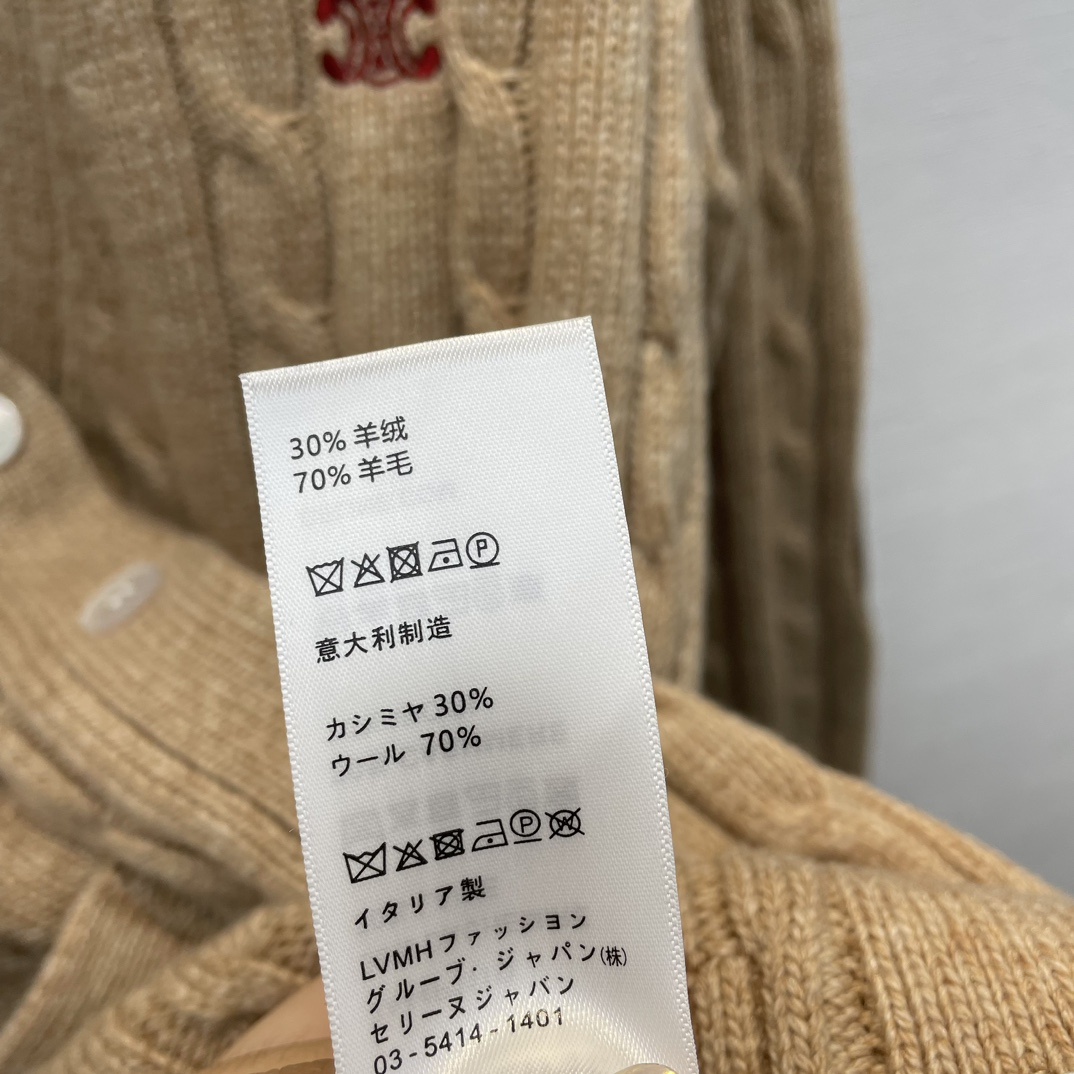 30% 羊绒
70% 羊毛
P
意大利制造
カシミヤ 30%
ウール 70%
P W
イタリア製
LVMHファッション
グループ・ジャパン(株)
セリーヌジャパン
03-5414-1401